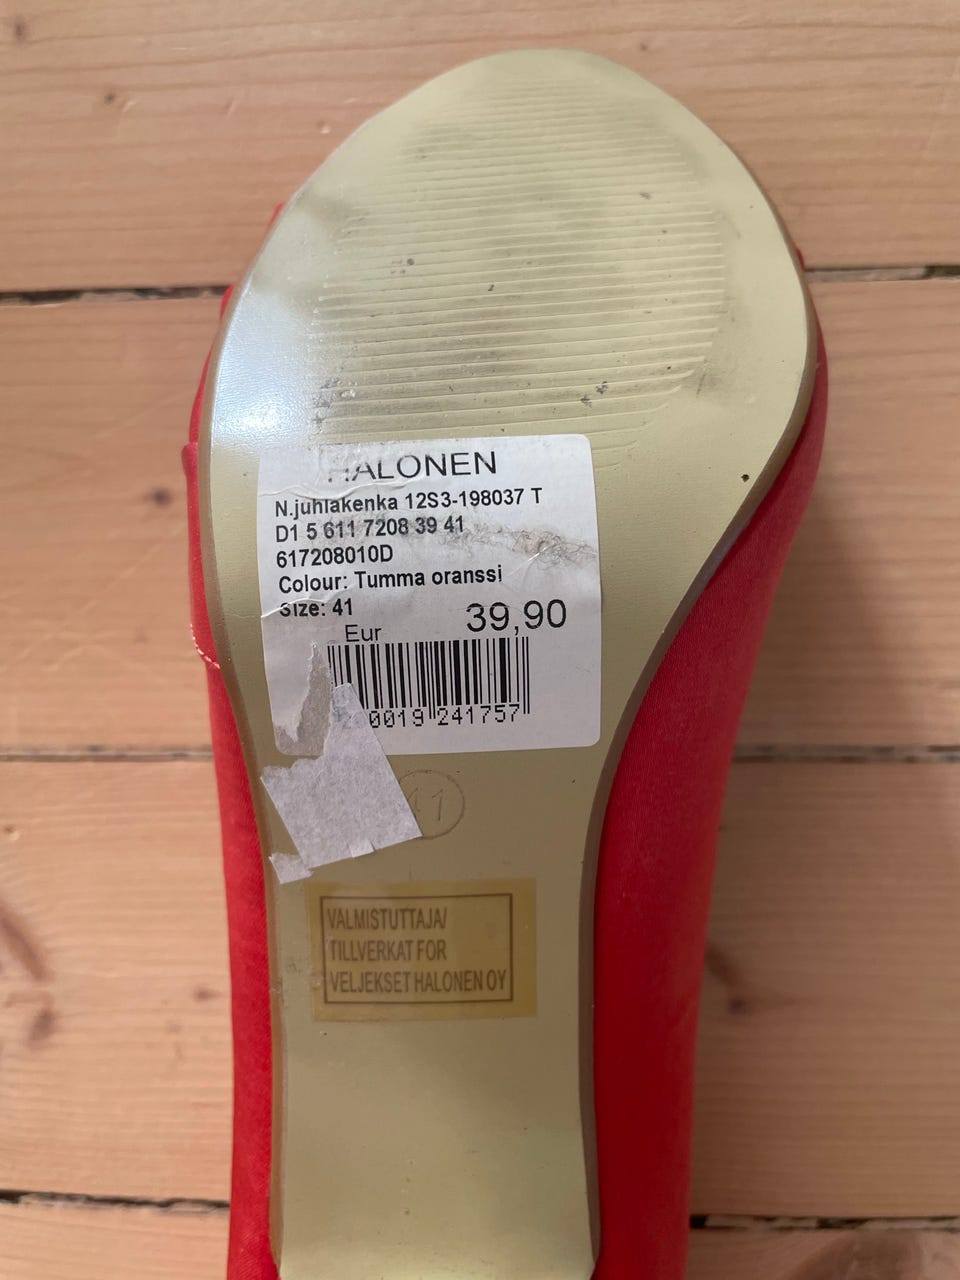 HALONEN
N.juhlakenka 12S3-198037 T
D1 5 611 7208 39 41
617208010D
Colour: Tumma oranssi
Size: 41
39,90
Eur
0019 241757
41
VALMISTUTTAJA/
TILLVERKAT FOR
VELJEKSET HALONEN OY